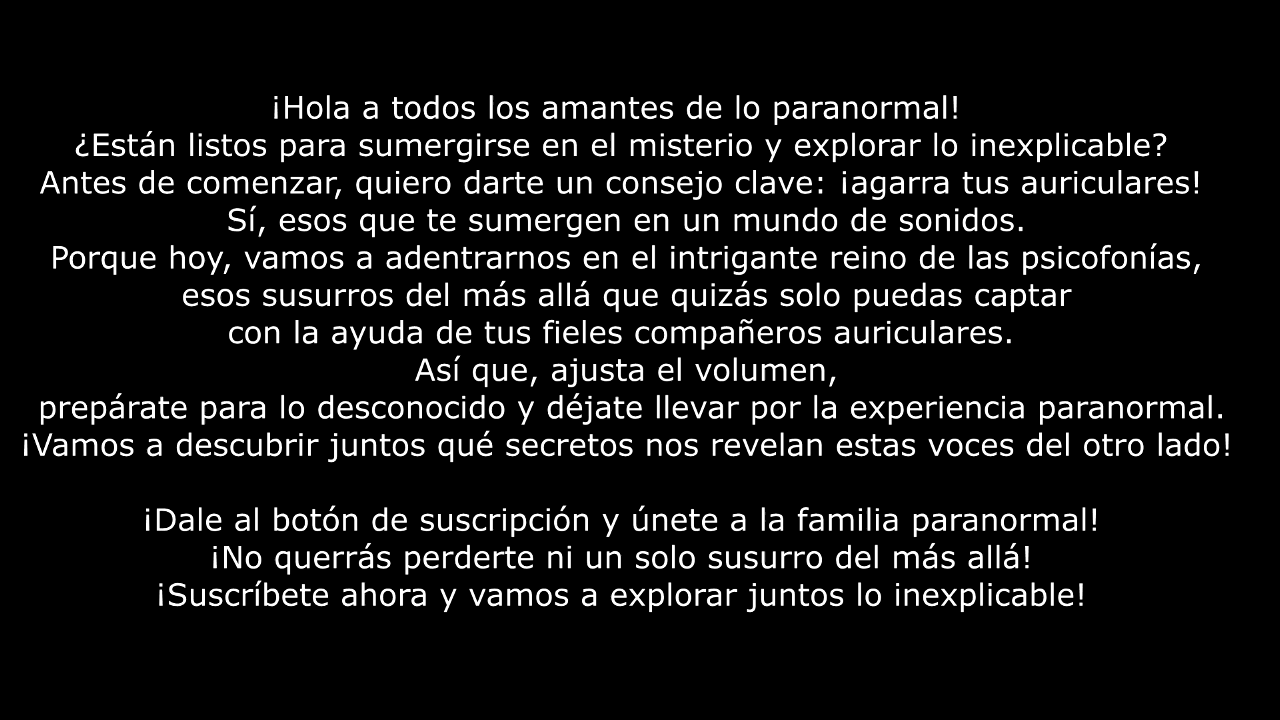 ¡Hola a todos los amantes de lo paranormal!
¿Están listos para sumergirse en el misterio y explorar lo inexplicable?
Antes de comenzar, quiero darte un consejo clave: ¡agarra tus auriculares!
Sí, esos que te sumergen en un mundo de sonidos.
Porque hoy, vamos a adentrarnos en el intrigante reino de las psicofonías,
esos susurros del más allá que quizás solo puedas captar
con la ayuda de tus fieles compañeros auriculares.
Así que, ajusta el volumen,
prepárate para lo desconocido y déjate llevar por la experiencia paranormal.
¡Vamos a descubrir juntos qué secretos nos revelan estas voces del otro lado!
¡Dale al botón de suscripción y únete a la familia paranormal!
¡No querrás perderte ni un solo susurro del más allá!
¡Suscríbete ahora y vamos a explorar juntos lo inexplicable!